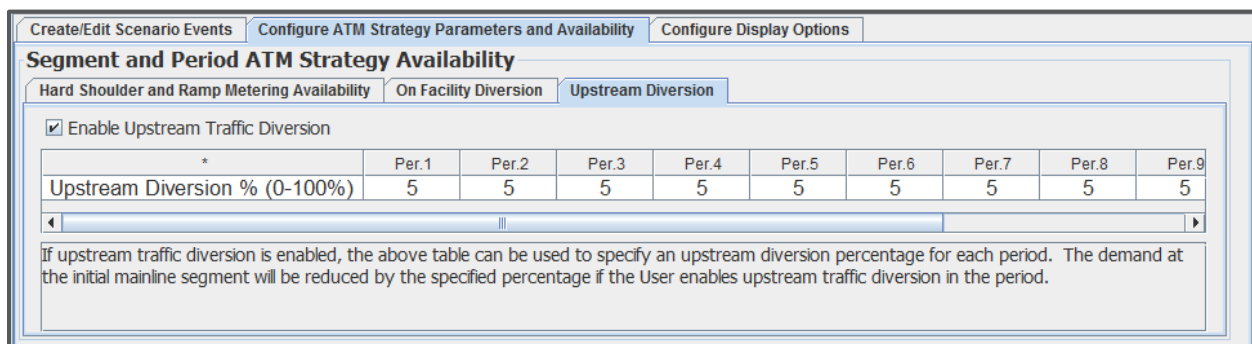 Create/Edit Scenario Events Configure ATM Strategy Parameters and Availability Configure Display Options
Segment and Period ATM Strategy Availability
Hard Shoulder and Ramp Metering Availability On Facility Diversion Upstream Diversion
Enable Upstream Traffic Diversion
* Per.1 Per.2 Per.3 Per.4 Per.5 Per.6 Per.7 Per.8 Per.9
Upstream Diversion % (0-100%) 5 5 5 5 5 5 5 5 5
If upstream traffic diversion is enabled, the above table can be used to specify an upstream diversion percentage for each period. The demand at
the initial mainline segment will be reduced by the specified percentage if the User enables upstream traffic diversion in the period.